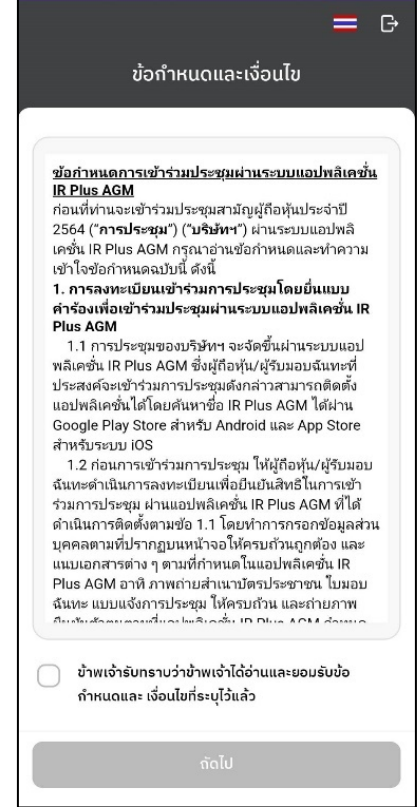 ข้อกำหนดและเงื่อนไข
ข้อกำหนดการเข้าร่วมประชุมผ่านระบบแอปพลิเคชั่น
IR Plus AGM
ก่อนที่ท่านจะเข้าร่วมประชุมสามัญผู้ถือหุ้นประจำปี
2564 (“การประชุม”) (“บริษัทฯ”) ผ่านระบบแอปพลิ
เคชั่น IR Plus AGM กรุณาอ่านข้อกำหนดและทำความ
เข้าใจข้อกำหนดฉบับนี้ ดังนี้
1. การลงทะเบียนเข้าร่วมการประชุมโดยยื่นแบบ
คำร้องเพื่อเข้าร่วมประชุมผ่านระบบแอปพลิเคชั่น IR
Plus AGM
1.1 การประชุมของบริษัทฯ จะจัดขึ้นผ่านระบบแอป
พลิเคชั่น IR Plus AGM ซึ่งผู้ถือหุ้น/ผู้รับมอบฉันทะที่
ประสงค์จะเข้าร่วมการประชุมดังกล่าวสามารถติดตั้ง
แอปพลิเคชั่นได้โดยค้นหาชื่อ IR Plus AGM ได้ผ่าน
Google Play Store สำหรับ Android และ App Store
สำหรับระบบ iOS
1.2 ก่อนการเข้าร่วมการประชุม ให้ผู้ถือหุ้น/ผู้รับมอบ
ฉันทะดำเนินการลงทะเบียนเพื่อยืนยันสิทธิในการเข้า
ร่วมการประชุม ผ่านแอปพลิเคชั่น IR Plus AGM ที่ได้
ดำเนินการติดตั้งตามข้อ 1.1 โดยทำการกรอกข้อมูลส่วน
บุคคลตามที่ปรากฏบนหน้าจอให้ครบถ้วนถูกต้อง และ
แนบเอกสารต่าง ๆ ตามที่กำหนดในแอปพลิเคชั่น IR
Plus AGM อาทิ ภาพถ่ายสำเนาบัตรประชาชน ใบมอบ
ฉันทะ แบบแจ้งการประชุม ให้ครบถ้วน และถ่ายภาพ
ยืนยันตัวตนตามที่แอปพลิเคชั่น IR Plus AGM กำหนด
ข้าพเจ้ารับทราบว่าข้าพเจ้าได้อ่านและยอมรับข้อ
กำหนดและ เงื่อนไขที่ระบุไว้แล้ว
ถัดไป